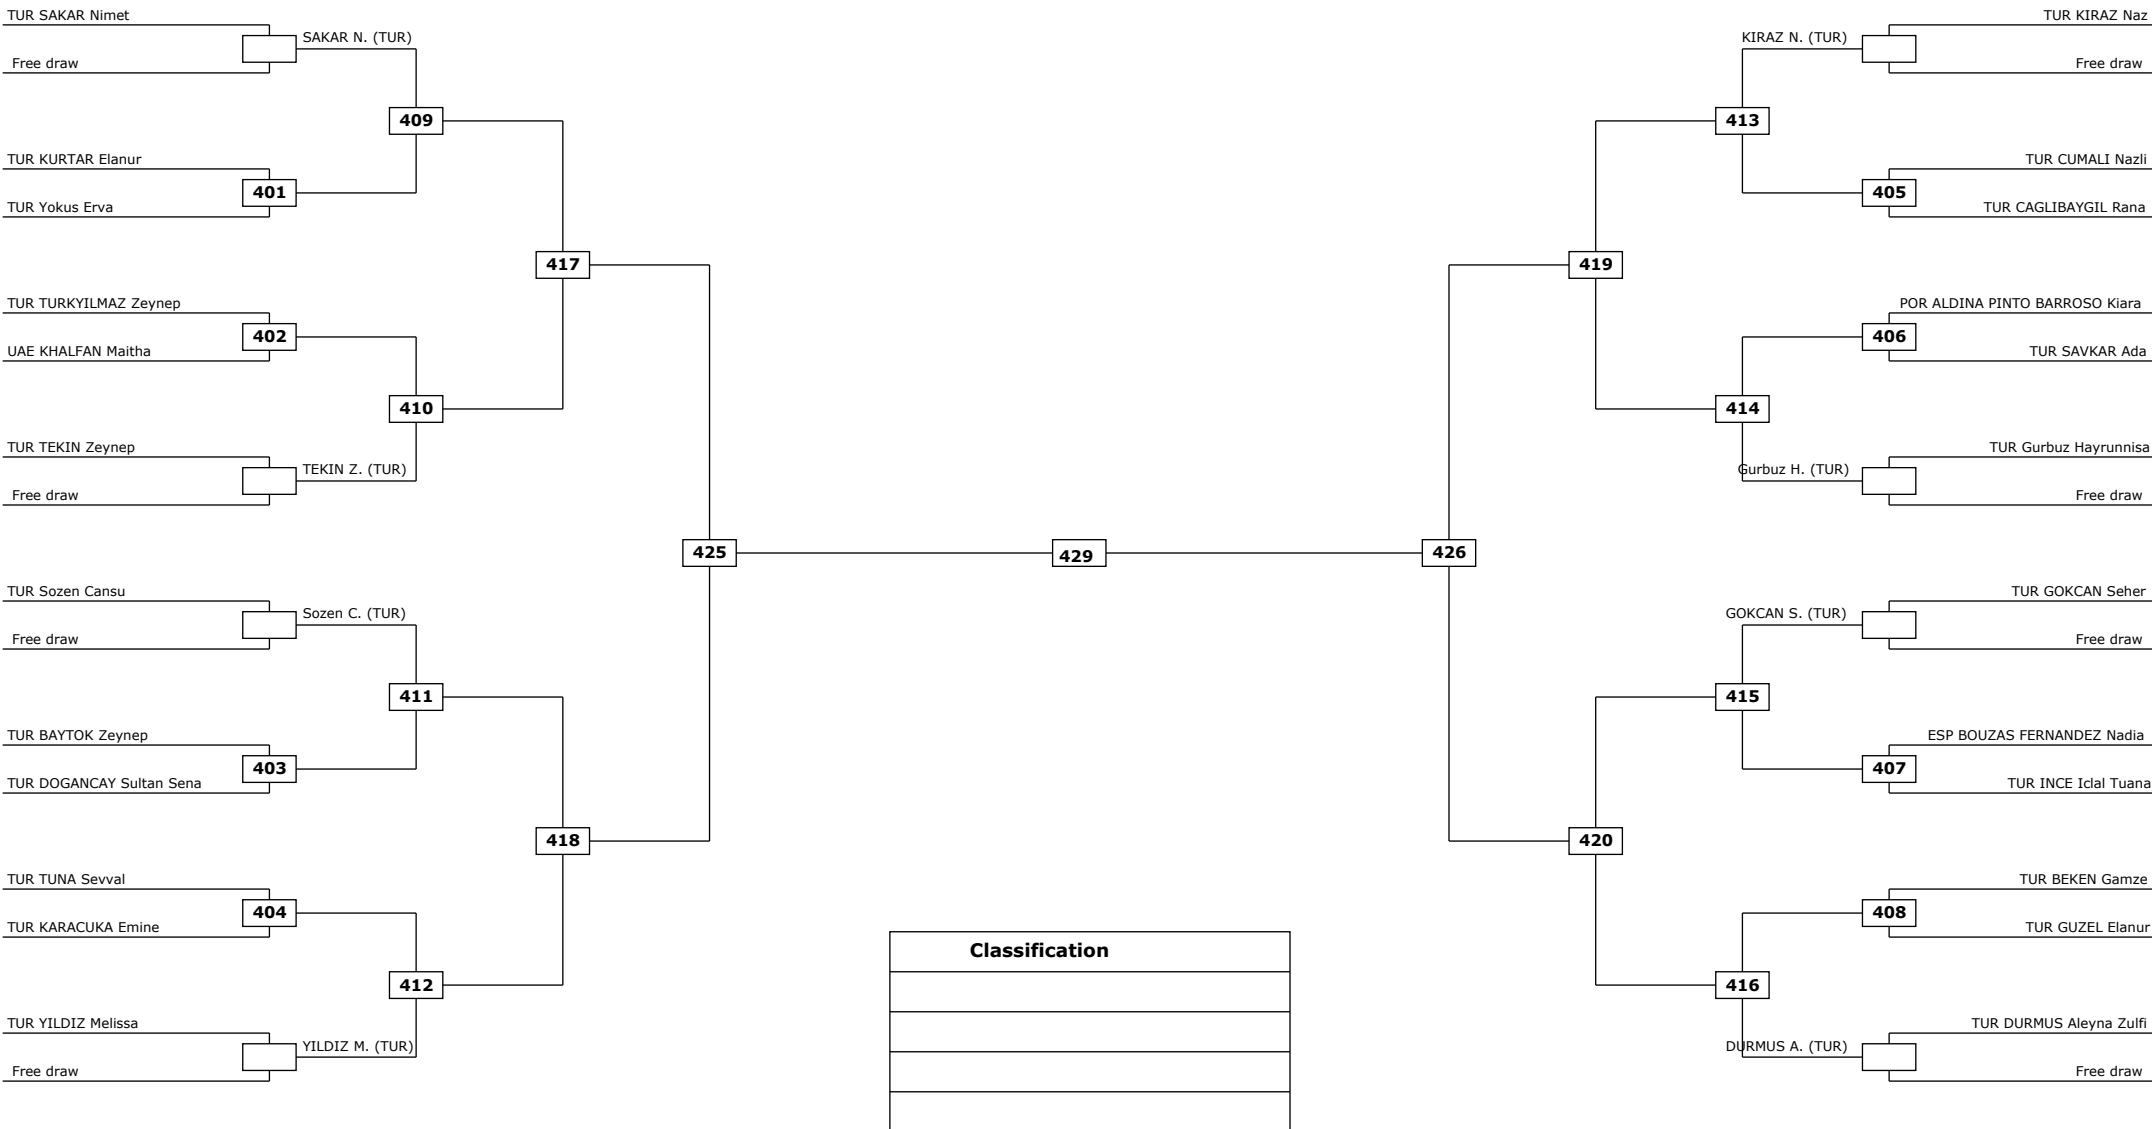 TUR SAKAR Nimet
SAKAR N. (TUR)
Free draw
409
TUR KURTAR Elanur
401
TUR Yokus Erva
417
TUR TURKYILMAZ Zeynep
402
UAE KHALFAN Maitha
410
TUR TEKIN Zeynep
TEKIN Z. (TUR)
Free draw
425
TUR Sozen Cansu
Sozen C. (TUR)
Free draw
411
TUR BAYTOK Zeynep
403
TUR DOGANCAY Sultan Sena
418
TUR TUNA Sevval
404
TUR KARACUKA Emine
412
TUR YILDIZ Melissa
YILDIZ M. (TUR)
Free draw
429
Classification
TUR KIRAZ Naz
KIRAZ N. (TUR)
Free draw
413
TUR CUMALI Nazli
405
TUR CAGLIBAYGIL Rana
419
POR ALDINA PINTO BARROSO Kiara
406
TUR SAVKAR Ada
414
TUR Gurbuz Hayrunnisa
Gurbuz H. (TUR)
Free draw
426
TUR GOKCAN Seher
GOKCAN S. (TUR)
Free draw
415
ESP BOUZAS FERNANDEZ Nadia
407
TUR INCE Iclal Tuana
420
TUR BEKEN Gamze
408
TUR GUZEL Elanur
416
TUR DURMUS Aleyna Zulfi
DURMUS A. (TUR)
Free draw